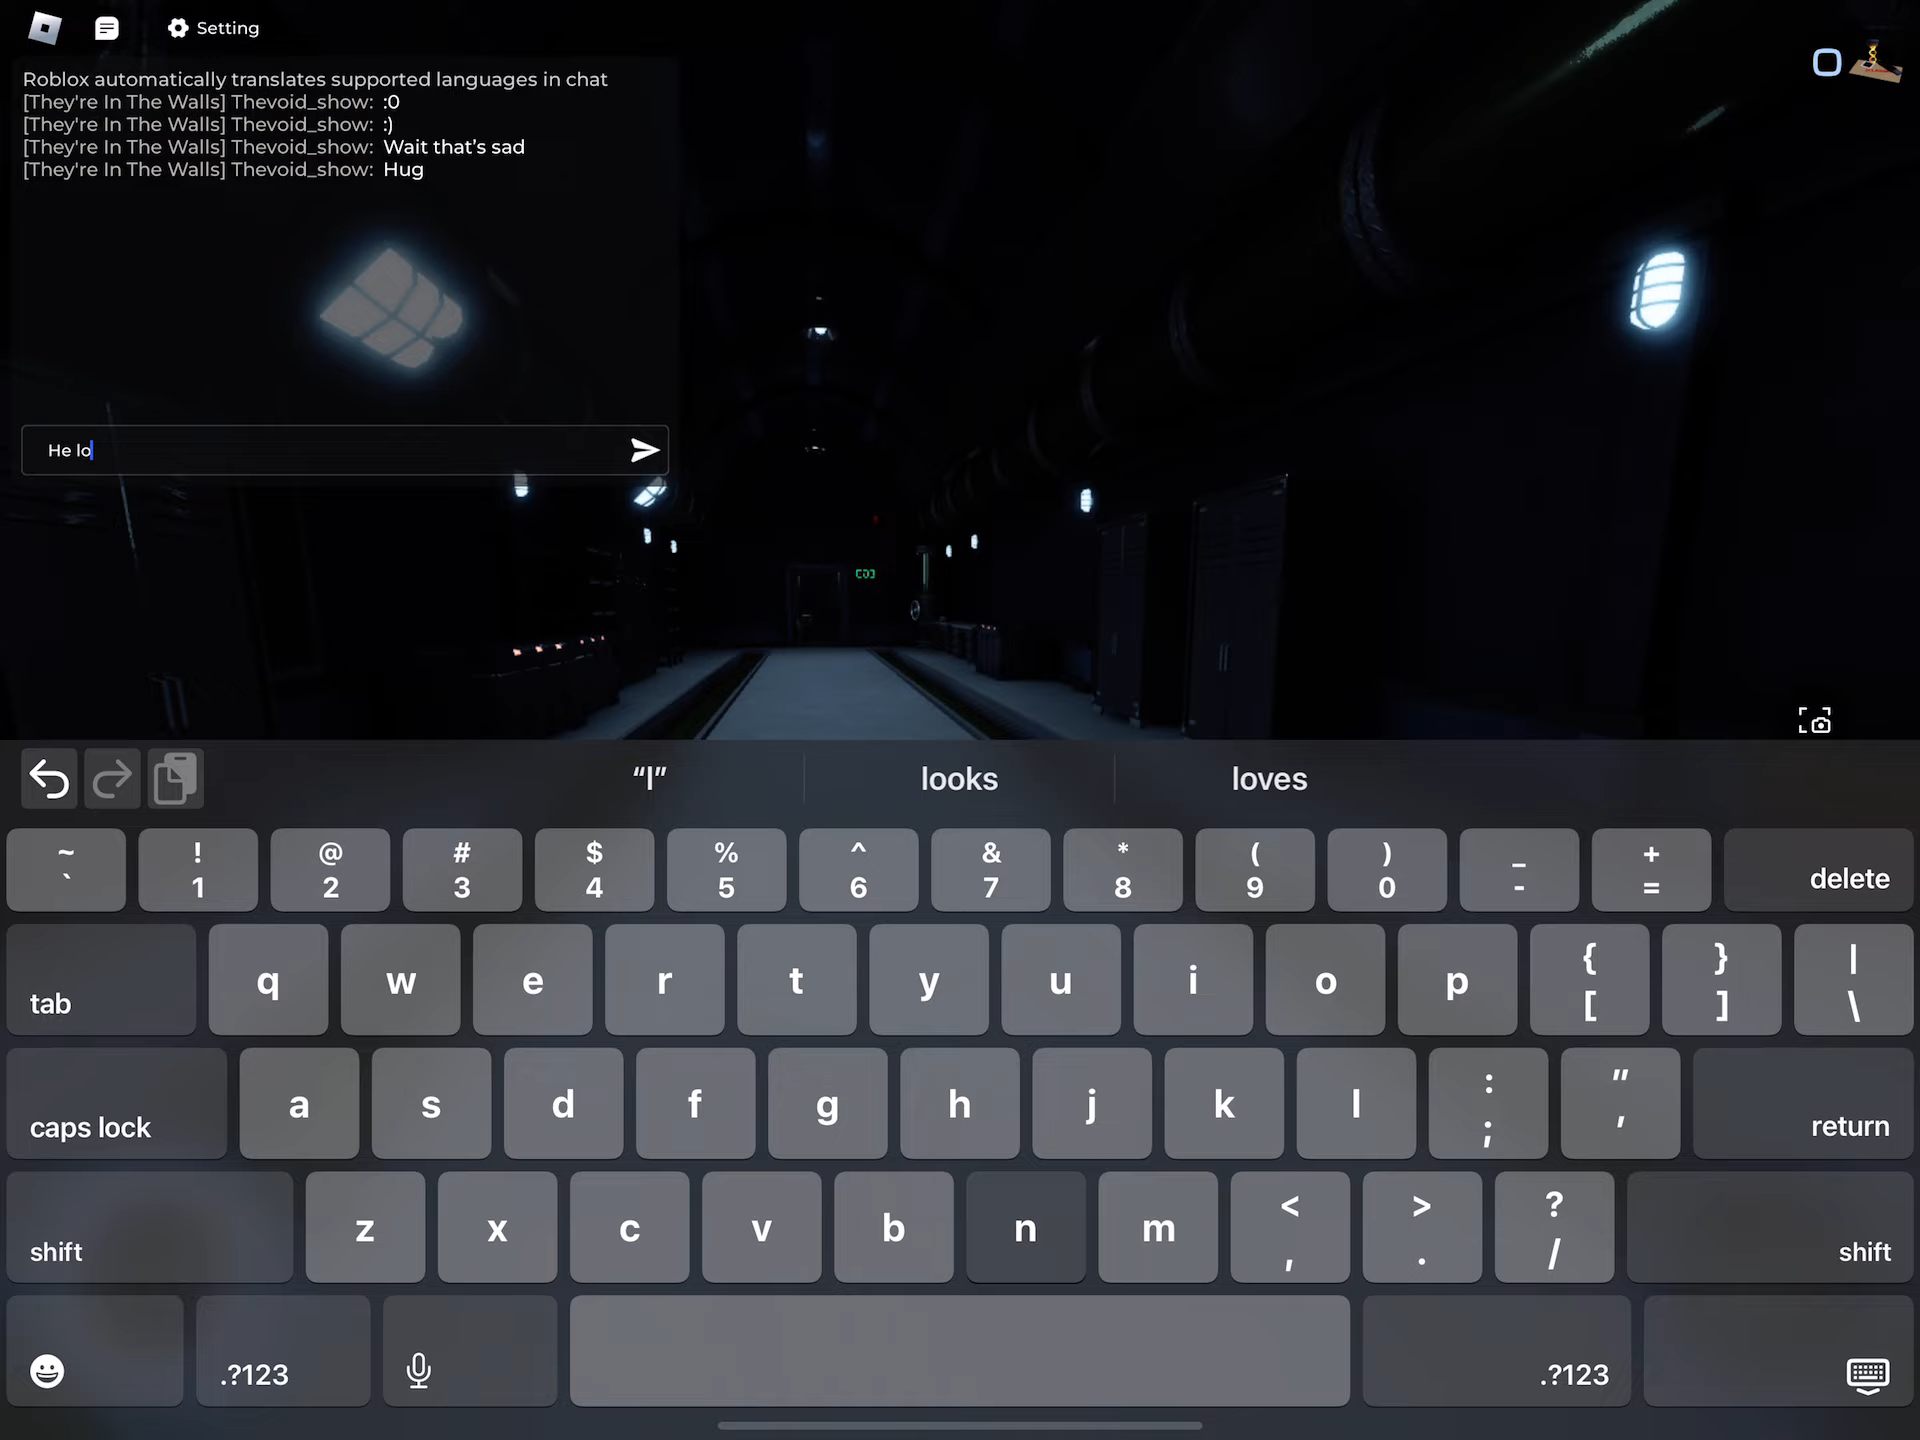 Setting
Roblox automatically translates supported languages in chat
[They're In The Walls] Thevoid_show: :0
[They're In The Walls] Thevoid_show: :)
[They're In The Walls] Thevoid_show: Wait that's sad
[They're In The Walls] Thevoid_show: Hug
He lo
“l” looks loves
~ ! @ # $ % ^ & * ( ) _ +
` 1 2 3 4 5 6 7 8 9 0 - = delete
tab q w e r t y u i o p { [ } ] | \
caps lock a s d f g h j k l : ; " ' return
shift z x c v b n m < , > . ? / shift
.?123 .?123